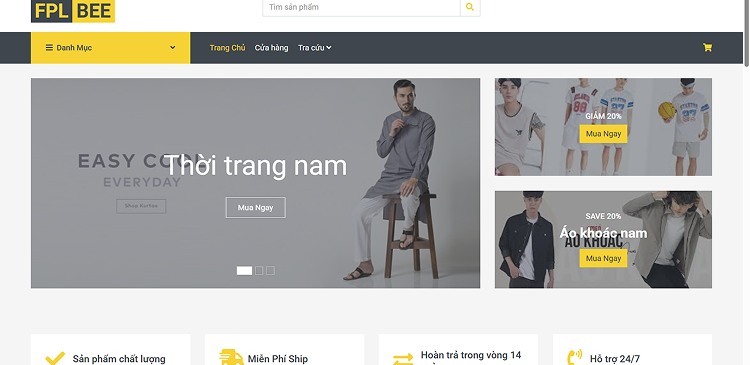 FPL BEE
Tìm sản phẩm
Danh Mục
Trang Chủ Cửa hàng Tra cứu
EASY
EVERYDAY
Shop Kurtas
Thời trang nam
Mua Ngay
GIẢM 20%
Mua Ngay
SAVE 20%
Áo khoác nam
ÁO KHOÁC
Mua Ngay
Sản phẩm chất lượng
Miễn Phí Ship
Hoàn trả trong vòng 14
Hỗ trợ 24/7